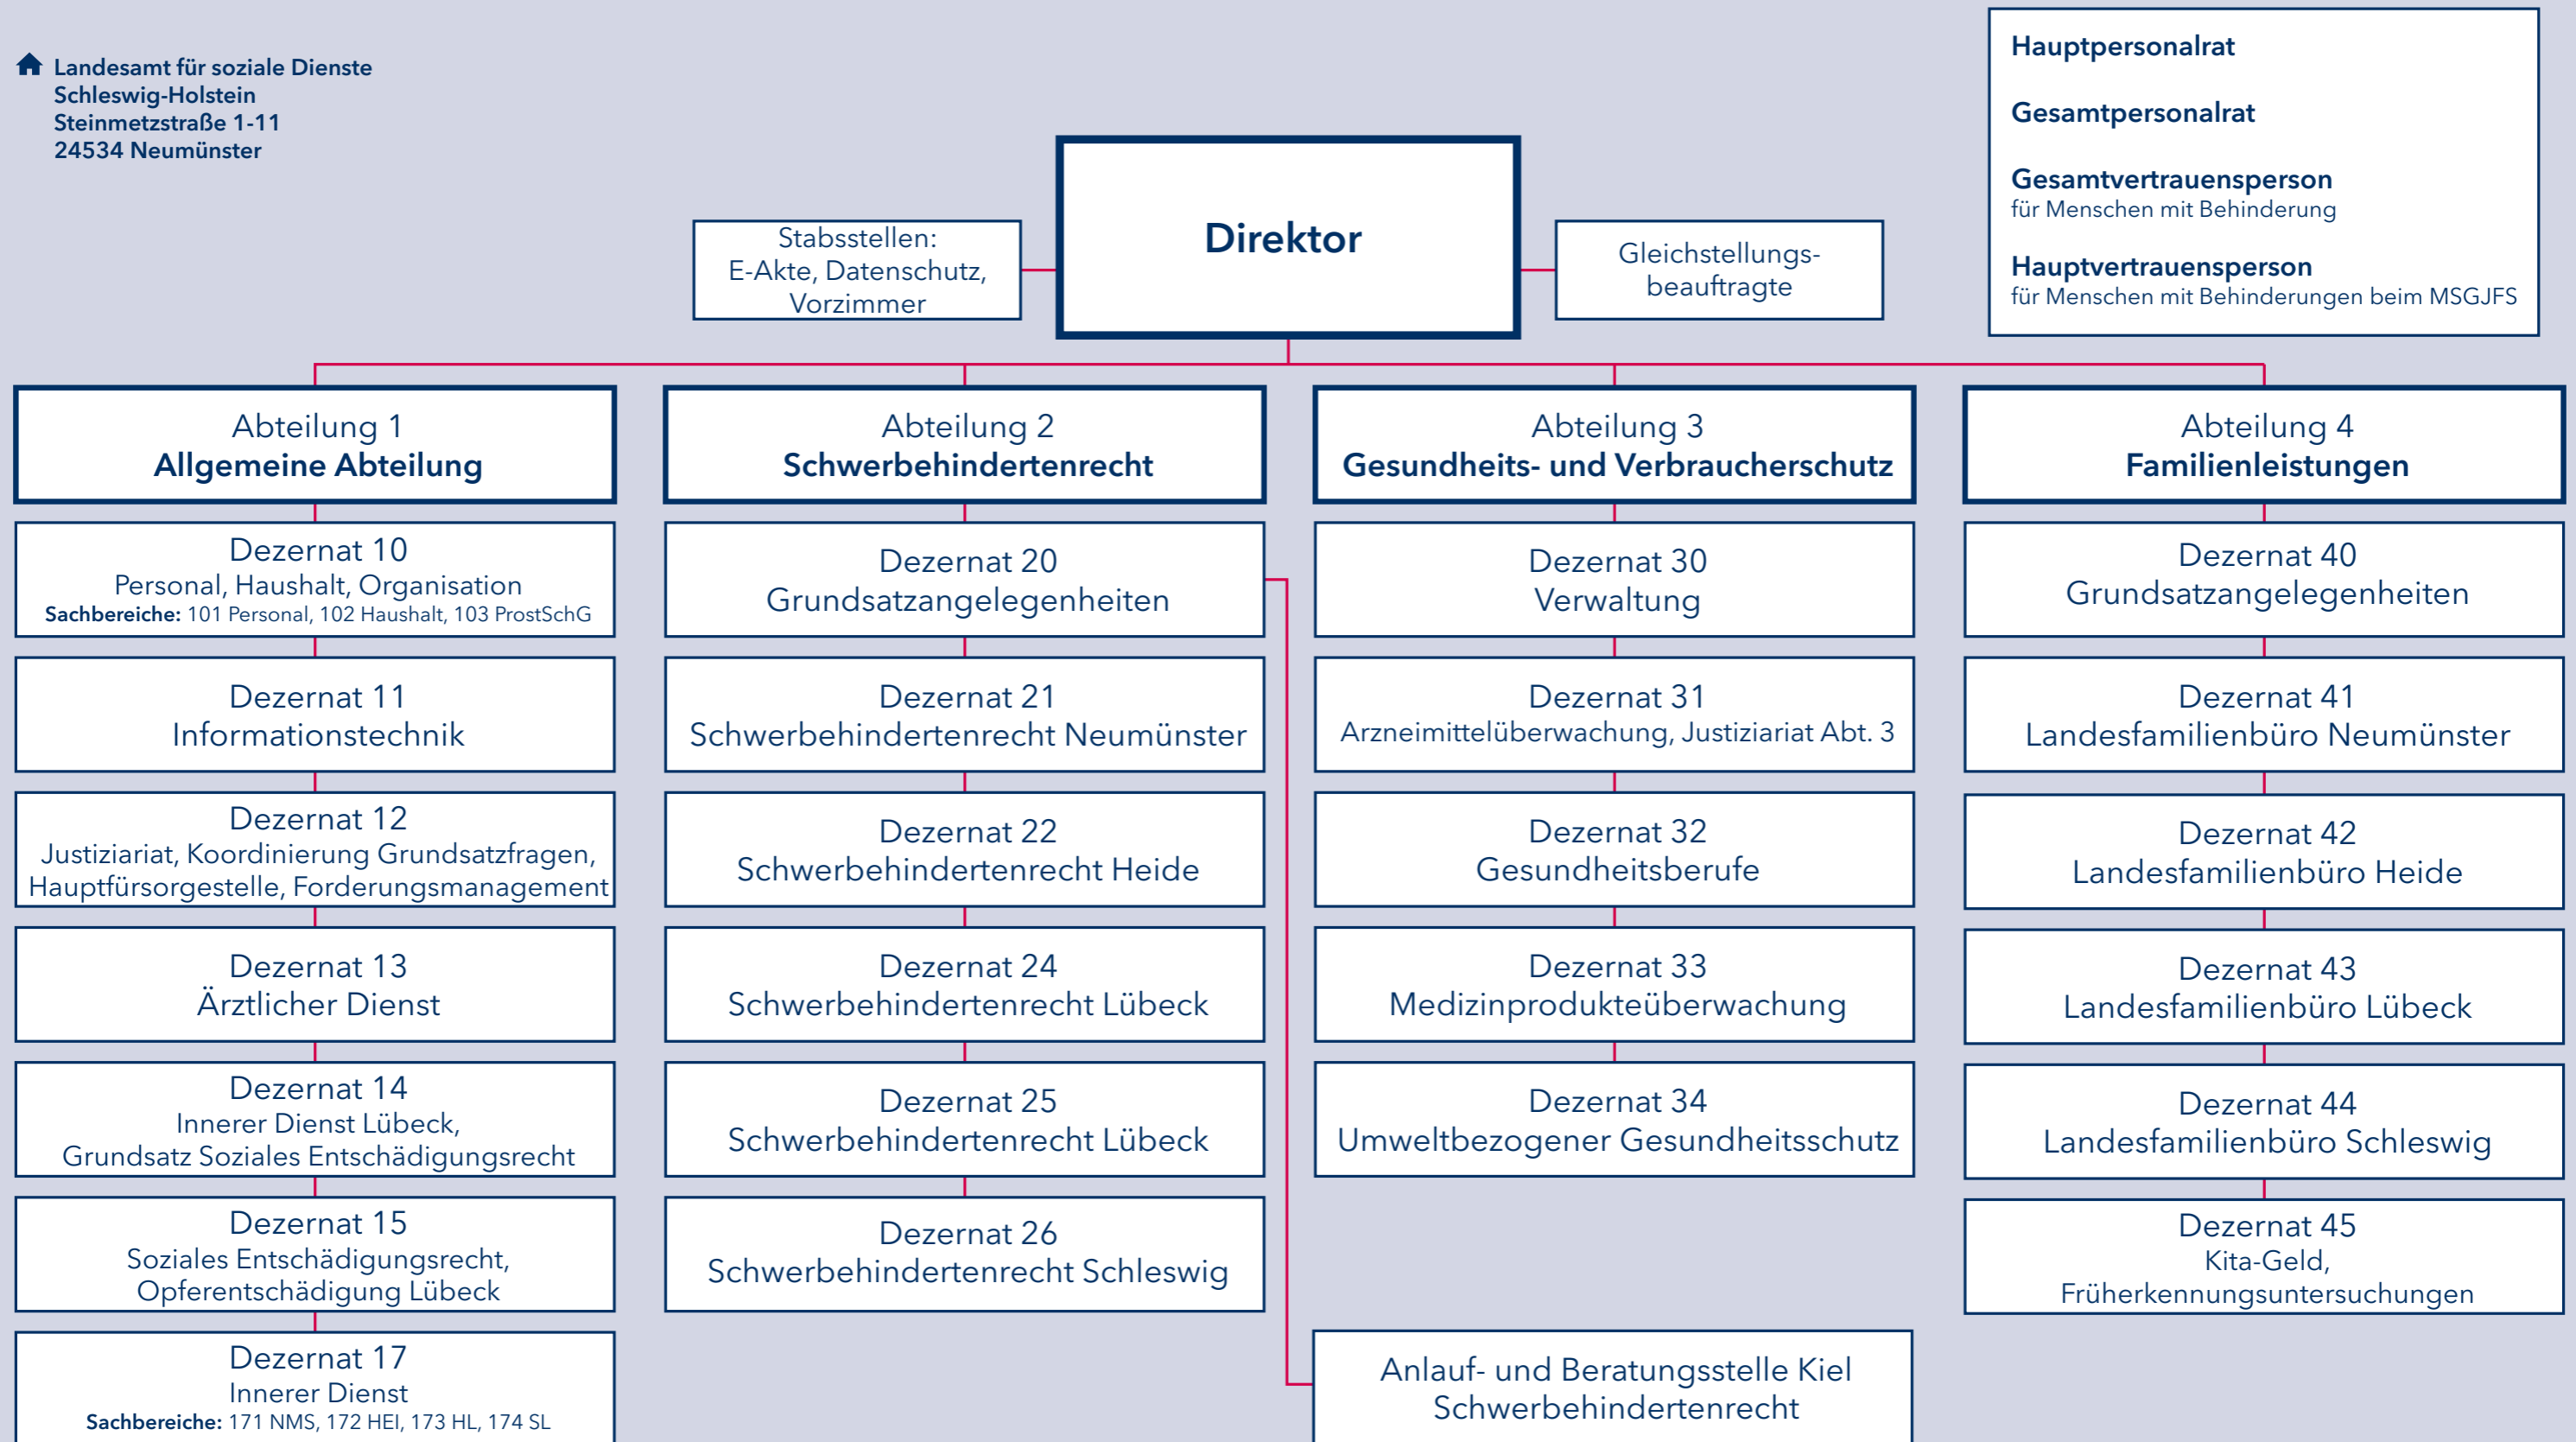 Landesamt für soziale Dienste
Schleswig-Holstein
Steinmetzstraße 1-11
24534 Neumünster
Hauptpersonalrat
Gesamtpersonalrat
Gesamtvertrauensperson
für Menschen mit Behinderung
Hauptvertrauensperson
für Menschen mit Behinderungen beim MSGJFS
Stabsstellen:
E-Akte, Datenschutz,
Vorzimmer
Direktor
Gleichstellungs-
beauftragte
Abteilung 1
Allgemeine Abteilung
Dezernat 10
Personal, Haushalt, Organisation
Sachbereiche: 101 Personal, 102 Haushalt, 103 ProstSchG
Dezernat 11
Informationstechnik
Dezernat 12
Justiziariat, Koordinierung Grundsatzfragen,
Hauptfürsorgestelle, Forderungsmanagement
Dezernat 13
Ärztlicher Dienst
Dezernat 14
Innerer Dienst Lübeck,
Grundsatz Soziales Entschädigungsrecht
Dezernat 15
Soziales Entschädigungsrecht,
Opferentschädigung Lübeck
Dezernat 17
Innerer Dienst
Sachbereiche: 171 NMS, 172 HEI, 173 HL, 174 SL
Abteilung 2
Schwerbehindertenrecht
Dezernat 20
Grundsatzangelegenheiten
Dezernat 21
Schwerbehindertenrecht Neumünster
Dezernat 22
Schwerbehindertenrecht Heide
Dezernat 24
Schwerbehindertenrecht Lübeck
Dezernat 25
Schwerbehindertenrecht Lübeck
Dezernat 26
Schwerbehindertenrecht Schleswig
Abteilung 3
Gesundheits- und Verbraucherschutz
Dezernat 30
Verwaltung
Dezernat 31
Arzneimittelüberwachung, Justiziariat Abt. 3
Dezernat 32
Gesundheitsberufe
Dezernat 33
Medizinprodukteüberwachung
Dezernat 34
Umweltbezogener Gesundheitsschutz
Anlauf- und Beratungsstelle Kiel
Schwerbehindertenrecht
Abteilung 4
Familienleistungen
Dezernat 40
Grundsatzangelegenheiten
Dezernat 41
Landesfamilienbüro Neumünster
Dezernat 42
Landesfamilienbüro Heide
Dezernat 43
Landesfamilienbüro Lübeck
Dezernat 44
Landesfamilienbüro Schleswig
Dezernat 45
Kita-Geld,
Früherkennungsuntersuchungen